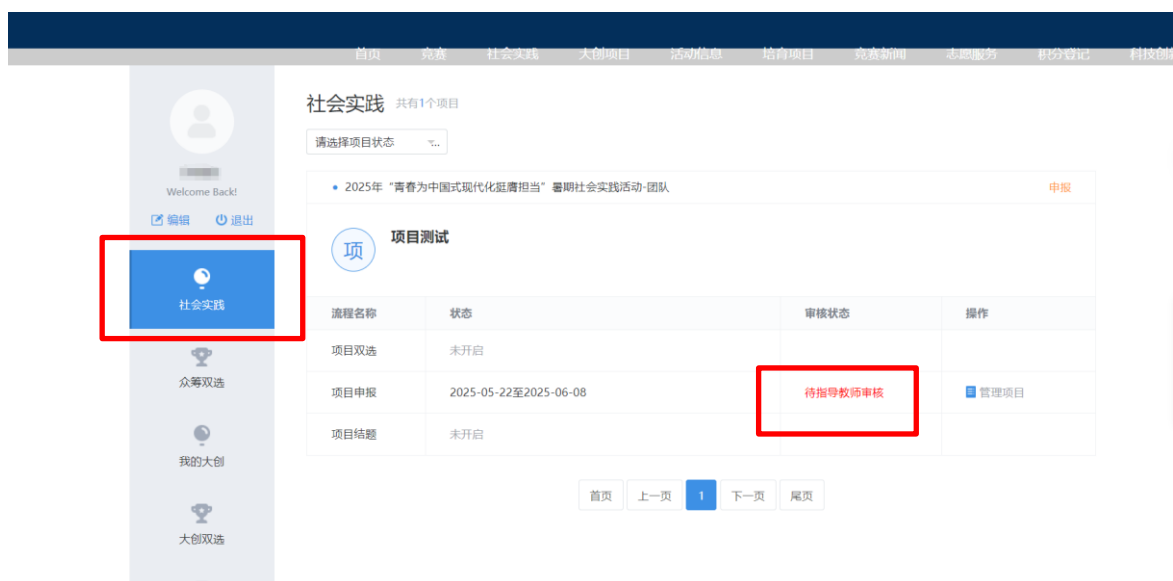 首页 竞赛 社会实践 大创项目 活动信息 培育项目 竞赛新闻 志愿服务 积分登记 科技创
社会实践 共有1个项目
请选择项目状态
Welcome Back!
编辑 退出
社会实践
众筹双选
我的大创
大创双选
• 2025年“青春为中国式现代化挺膺担当”暑期社会实践活动-团队 申报
项 项目测试
流程名称 状态 审核状态 操作
项目双选 未开启
项目申报 2025-05-22至2025-06-08 待指导教师审核 管理项目
项目结题 未开启
首页 上一页 1 下一页 尾页